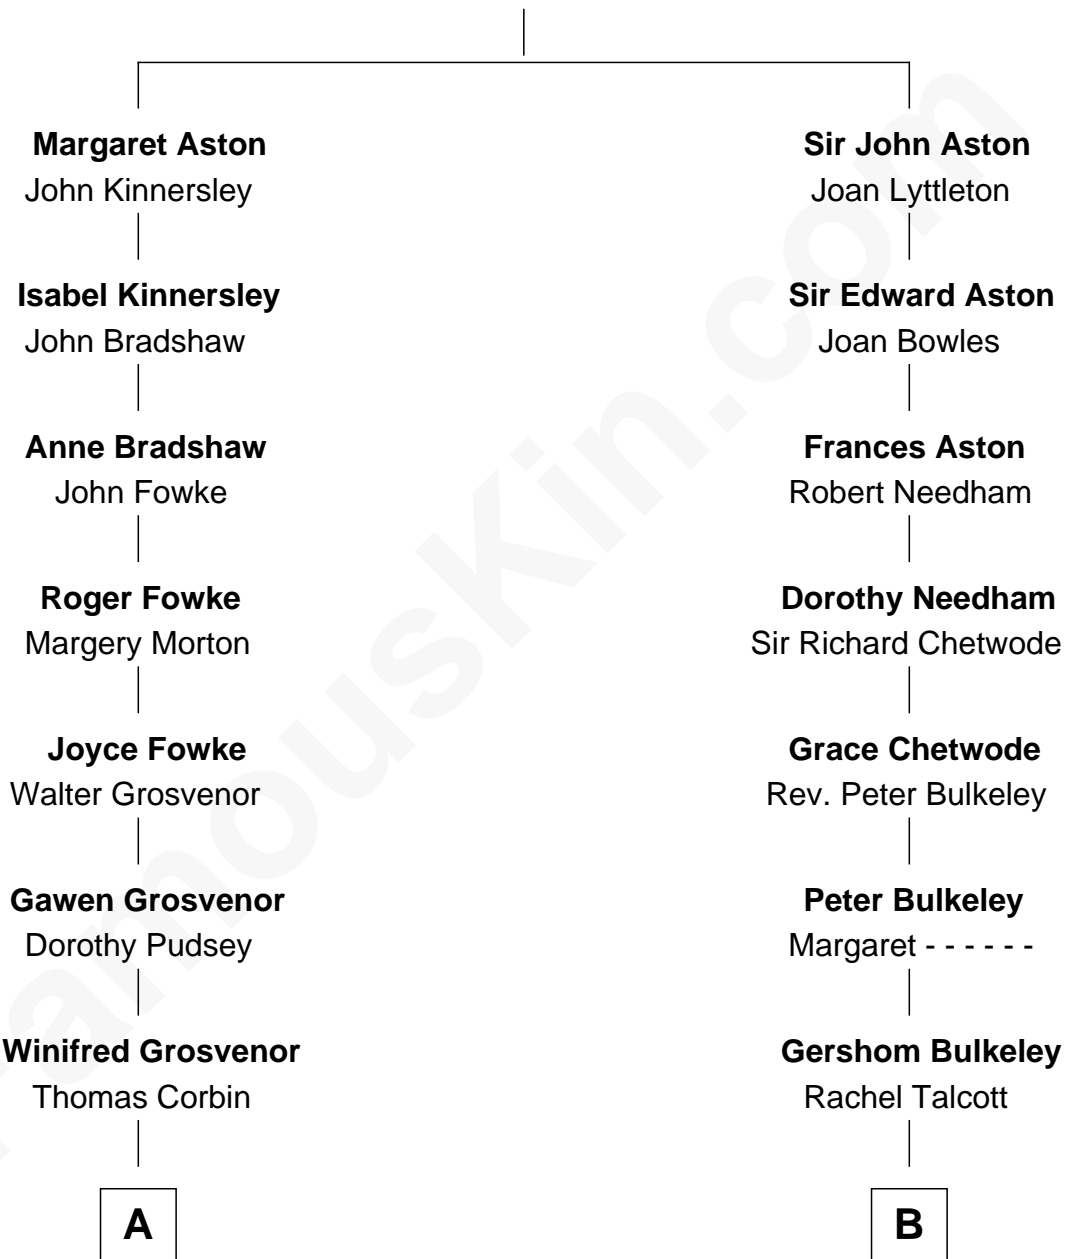 Margaret Aston
John Kinnersley
Isabel Kinnersley
John Bradshaw
Anne Bradshaw
John Fowke
Roger Fowke
Margery Morton
Joyce Fowke
Walter Grosvenor
Gawen Grosvenor
Dorothy Pudsey
Winifred Grosvenor
Thomas Corbin
A
Sir John Aston
Joan Lyttleton
Sir Edward Aston
Joan Bowles
Frances Aston
Robert Needham
Dorothy Needham
Sir Richard Chetwode
Grace Chetwode
Rev. Peter Bulkeley
Peter Bulkeley
Margaret - - - - - -
Gershom Bulkeley
Rachel Talcott
B
FamousKin.com